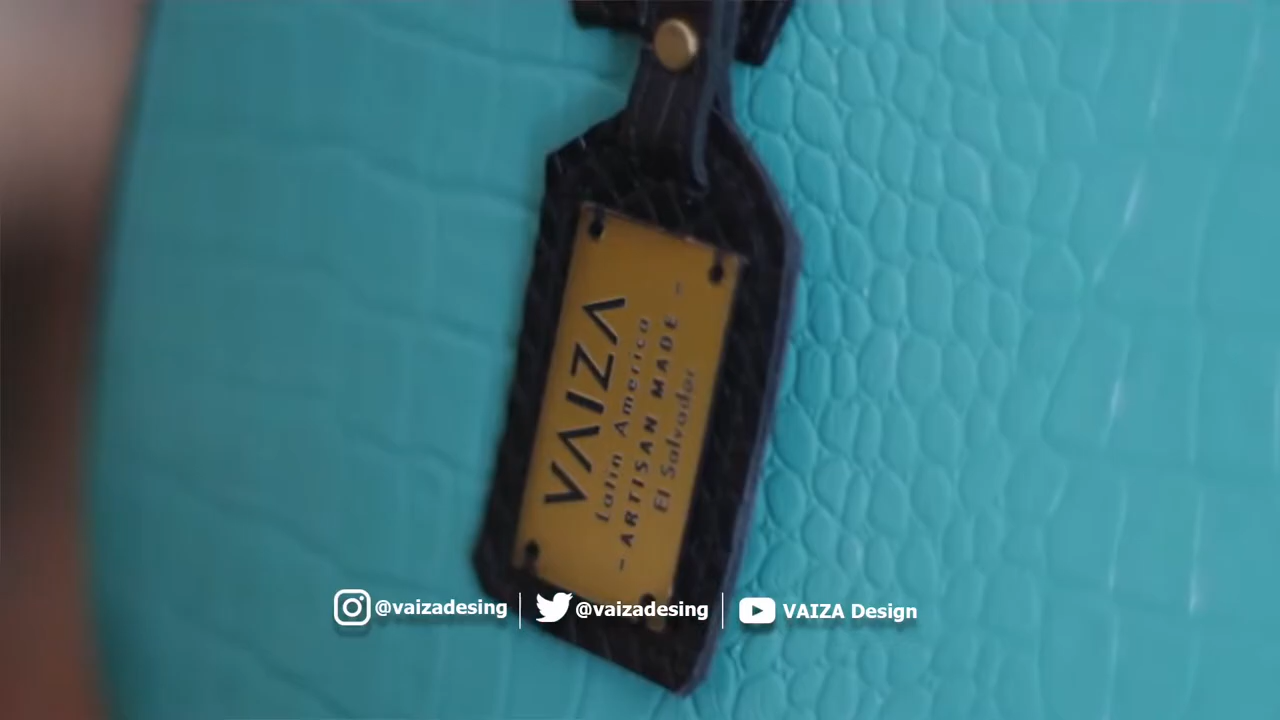 VAIZA
Latin America
- ARTISAN MADE -
El Salvador
@vaizadesing | @vaizadesing | VAIZA Design